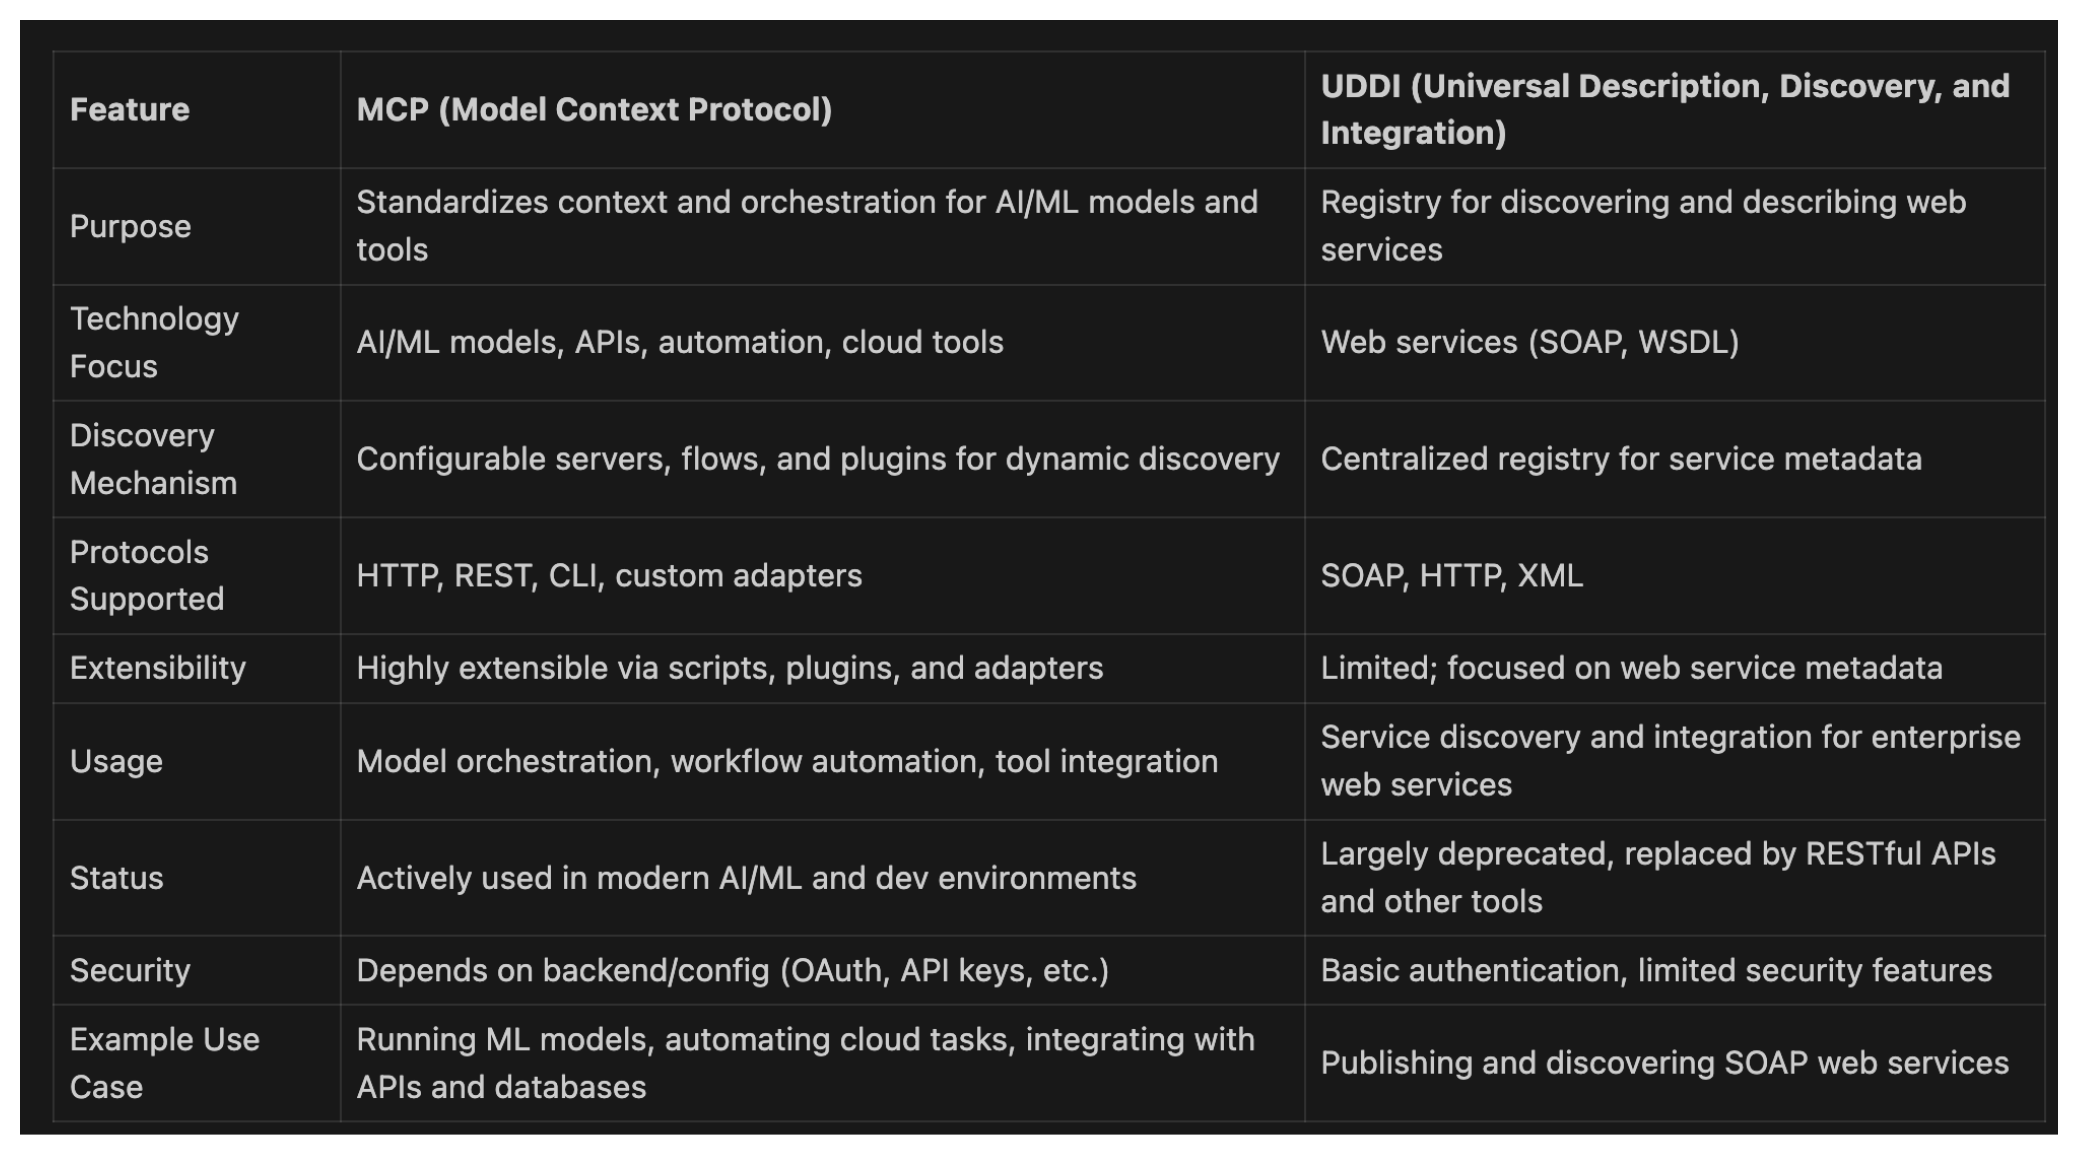 Feature
MCP (Model Context Protocol)
UDDI (Universal Description, Discovery, and
Integration)
Purpose
Standardizes context and orchestration for AI/ML models and
tools
Registry for discovering and describing web
services
Technology
Focus
AI/ML models, APIs, automation, cloud tools
Web services (SOAP, WSDL)
Discovery
Mechanism
Configurable servers, flows, and plugins for dynamic discovery
Centralized registry for service metadata
Protocols
Supported
HTTP, REST, CLI, custom adapters
SOAP, HTTP, XML
Extensibility
Highly extensible via scripts, plugins, and adapters
Limited; focused on web service metadata
Usage
Model orchestration, workflow automation, tool integration
Service discovery and integration for enterprise
web services
Status
Actively used in modern AI/ML and dev environments
Largely deprecated, replaced by RESTful APIs
and other tools
Security
Depends on backend/config (OAuth, API keys, etc.)
Basic authentication, limited security features
Example Use
Case
Running ML models, automating cloud tasks, integrating with
APIs and databases
Publishing and discovering SOAP web services